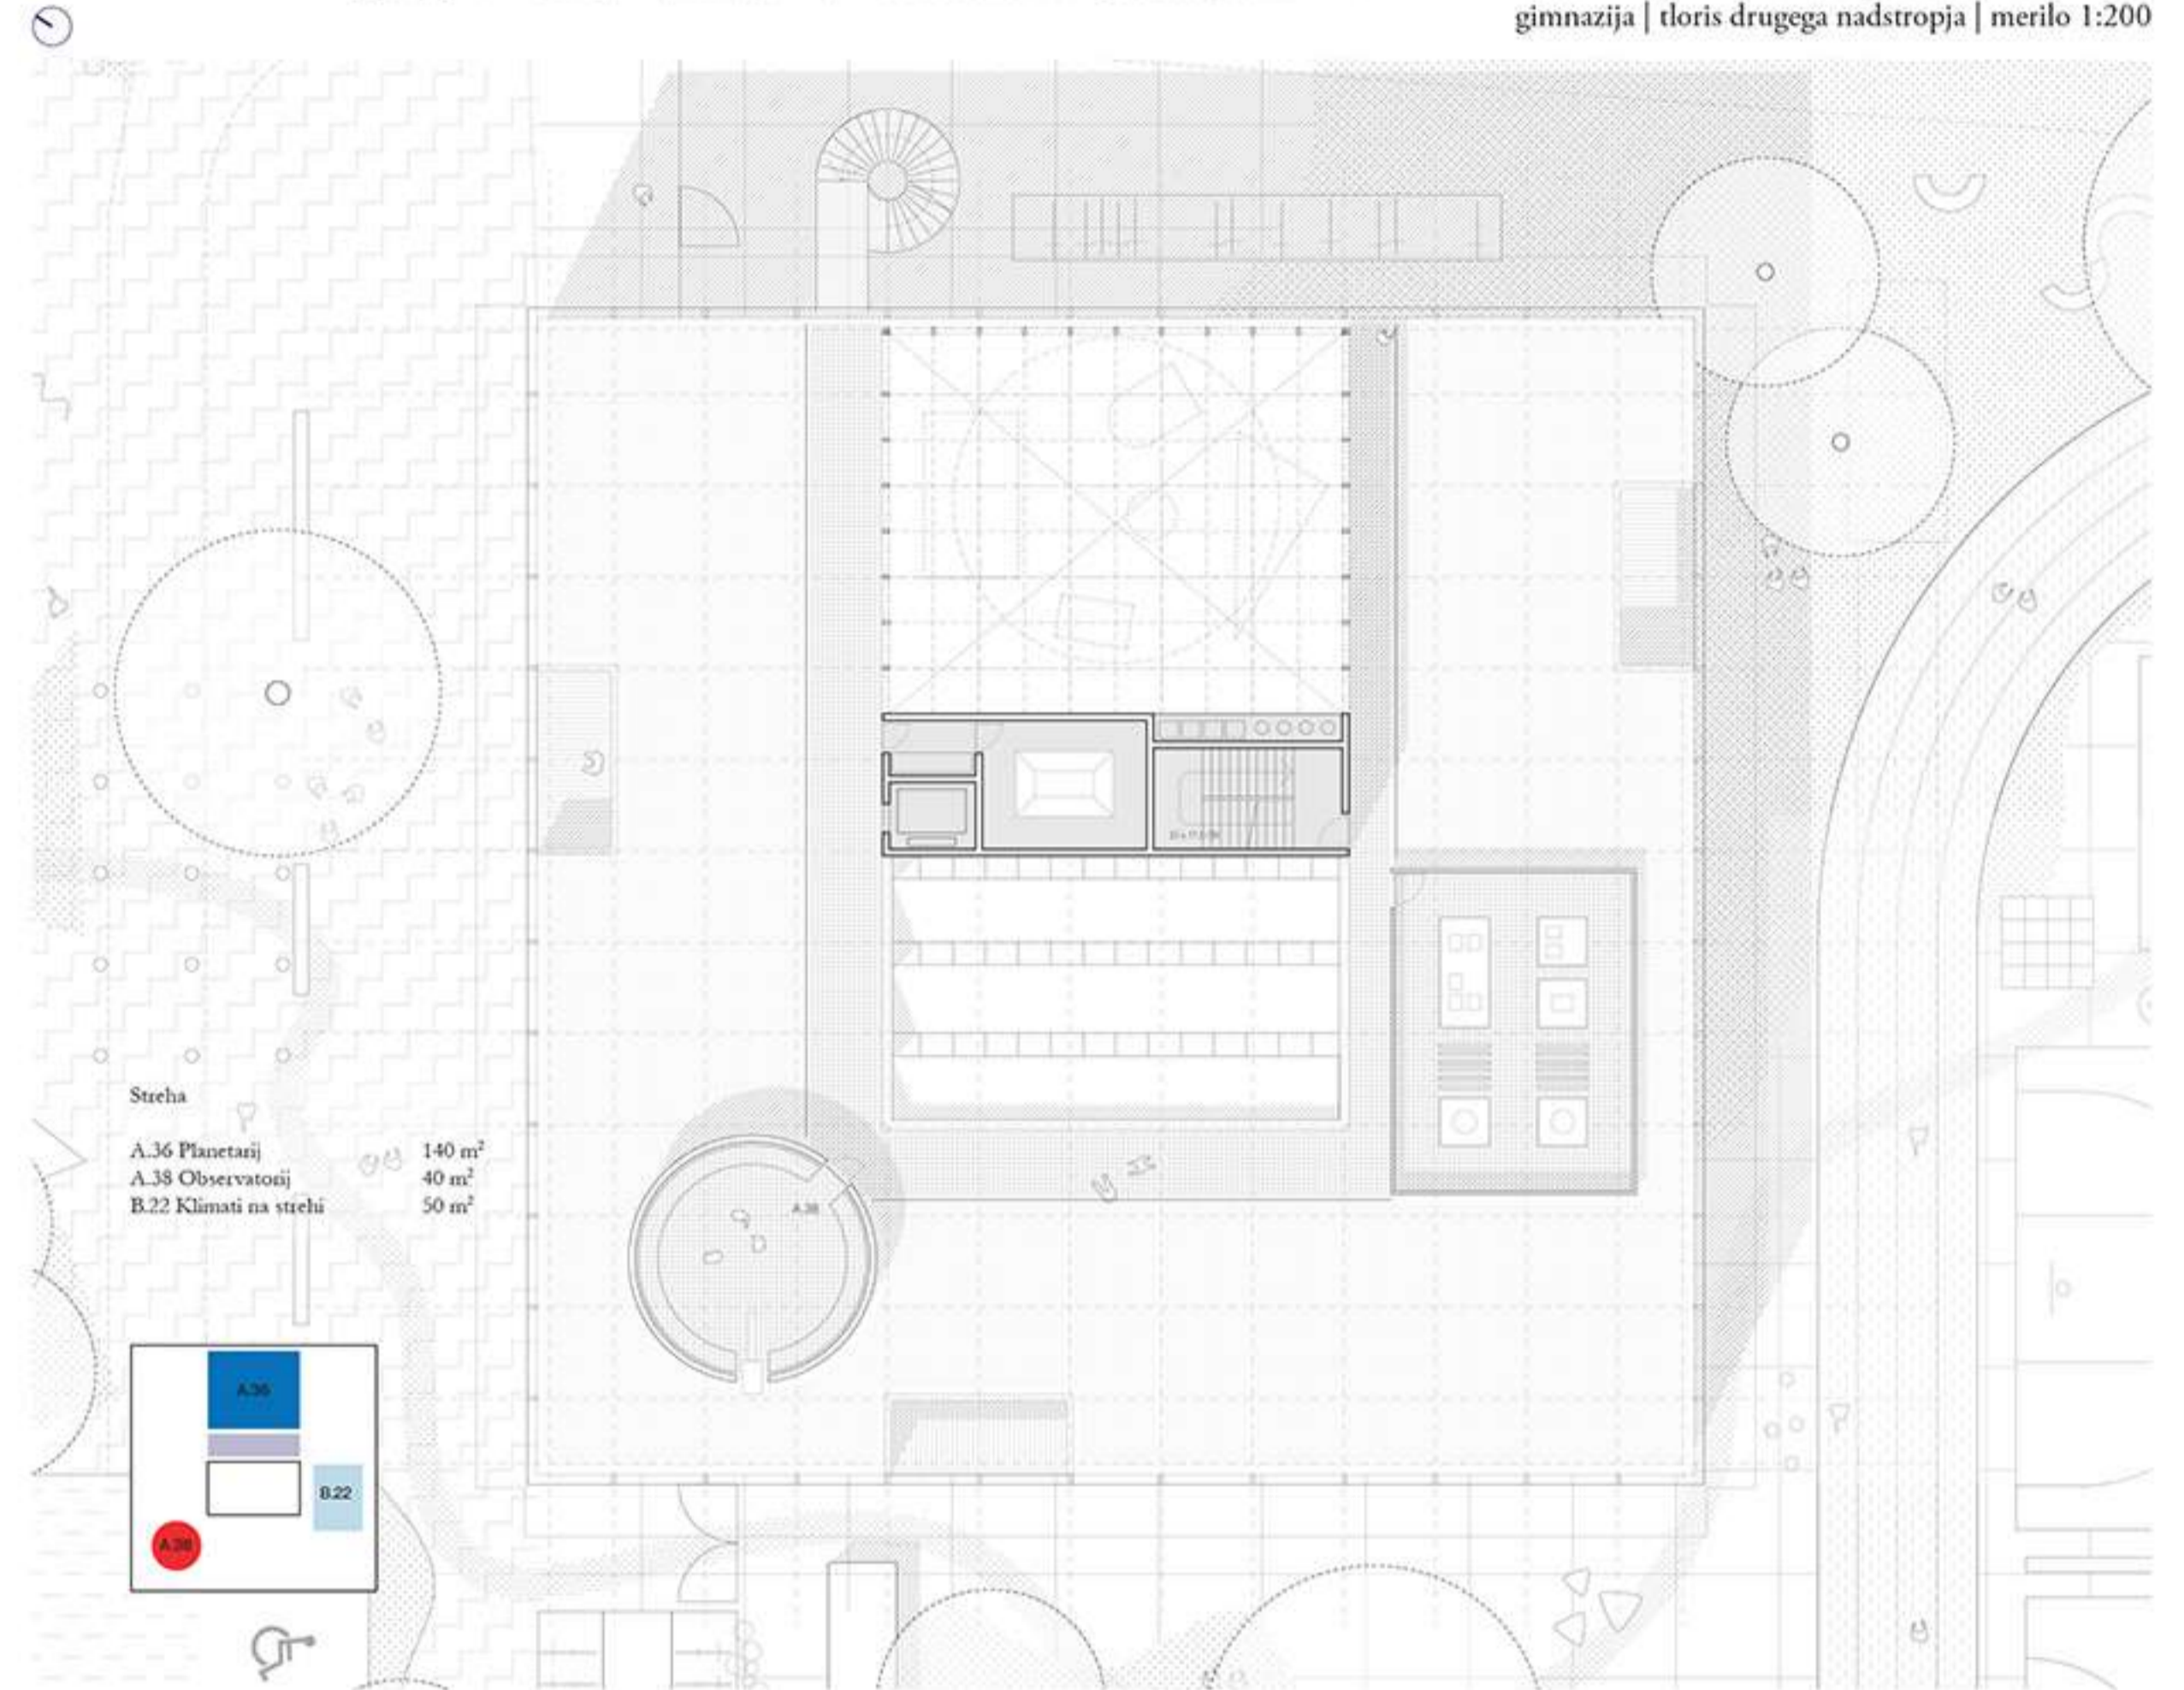 gimnazija | tloris drugega nadstropja | merilo 1:200
A.38
Streha
A.36 Planetarij 140 m²
A.38 Observatorij 40 m²
B.22 Klimati na strehi 50 m²
A.36
B.22
A.38